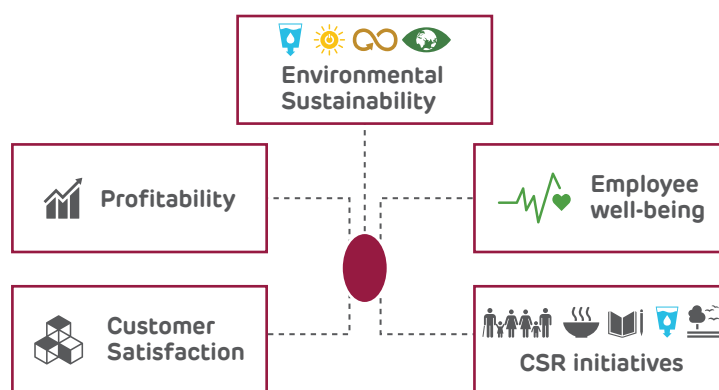 Environmental
Sustainability
Profitability
Employee
well-being
Customer
Satisfaction
CSR initiatives